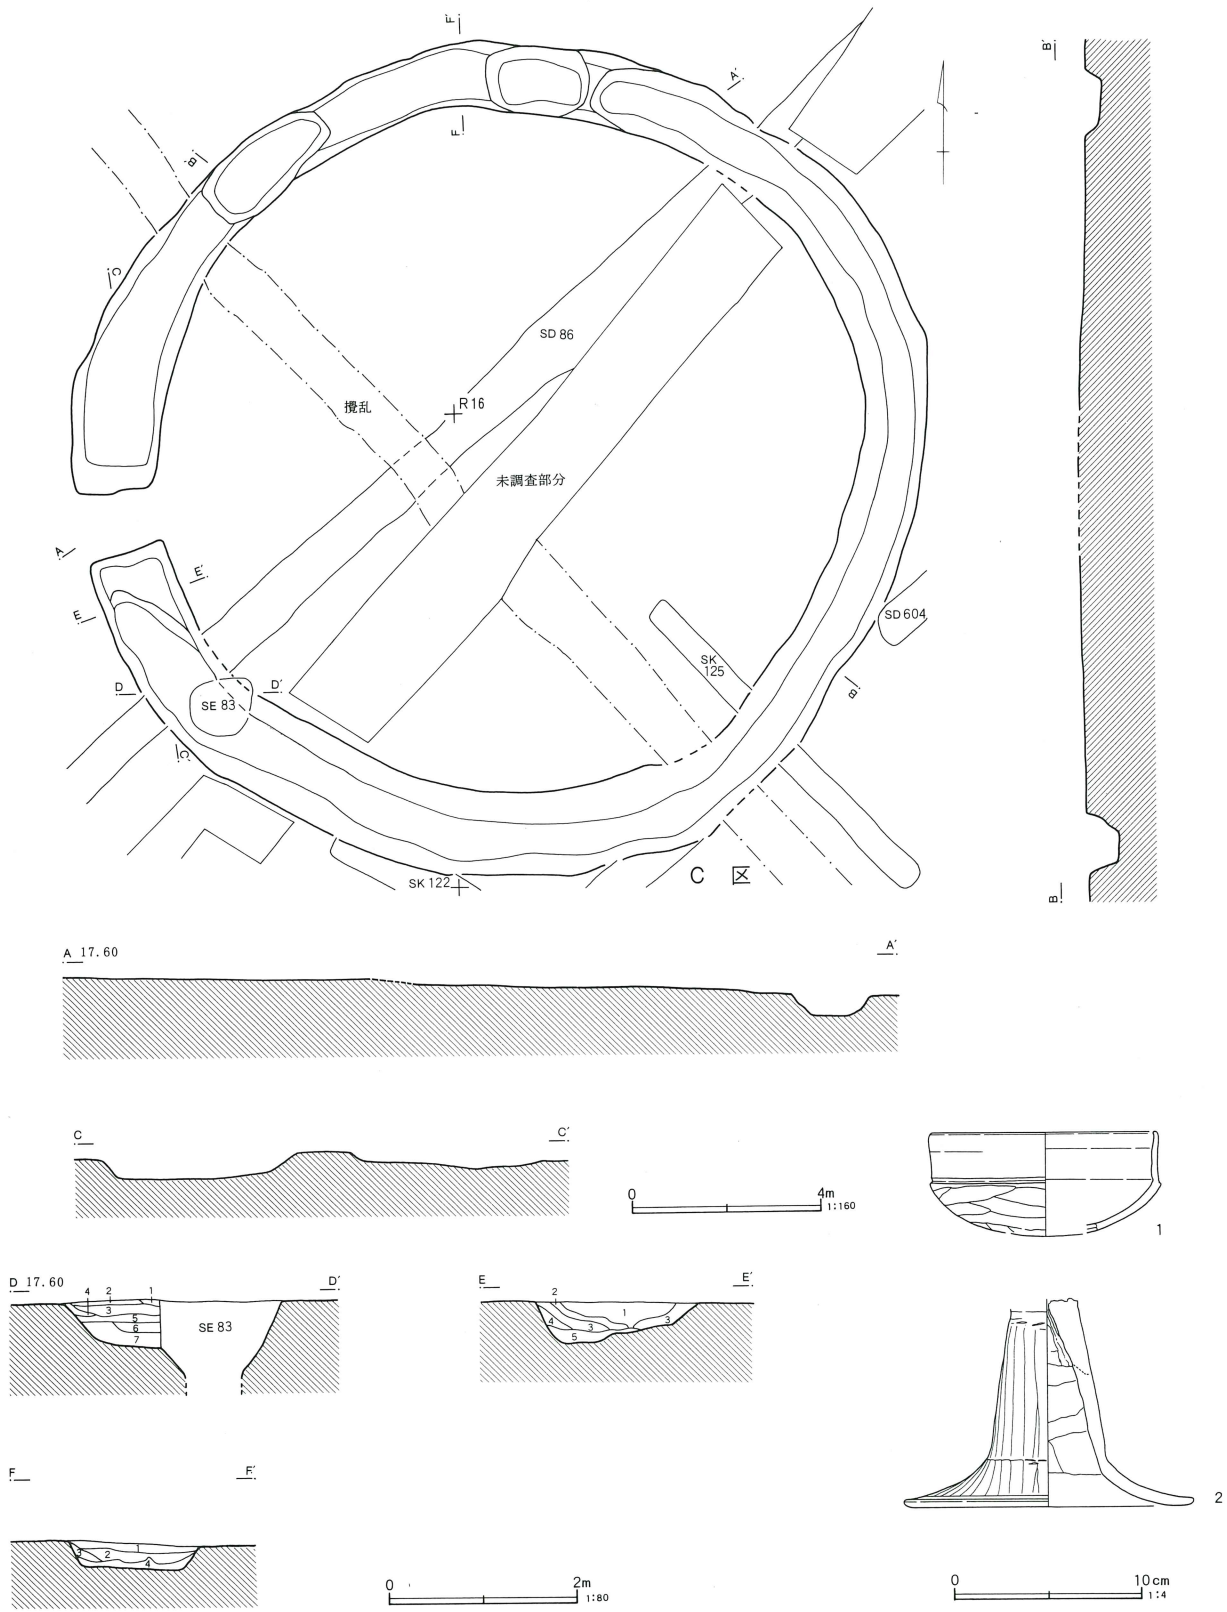 F F'
B'
A'
B'
F
C
SD 86
攪乱
R16
未調査部分
A
E'
E
SD 604
SK
125
D
D'
SE 83
B
C'
SK 122
C 区
B
A 17.60
A'
C
C'
0 4m
1:160
1
D 17.60
D'
4 2 1
3
5
6
7
SE 83
E
E'
2
1
4 3 3
5
2
F
F'
1
3 2
4
0 2m
1:80
0 10cm
1:4